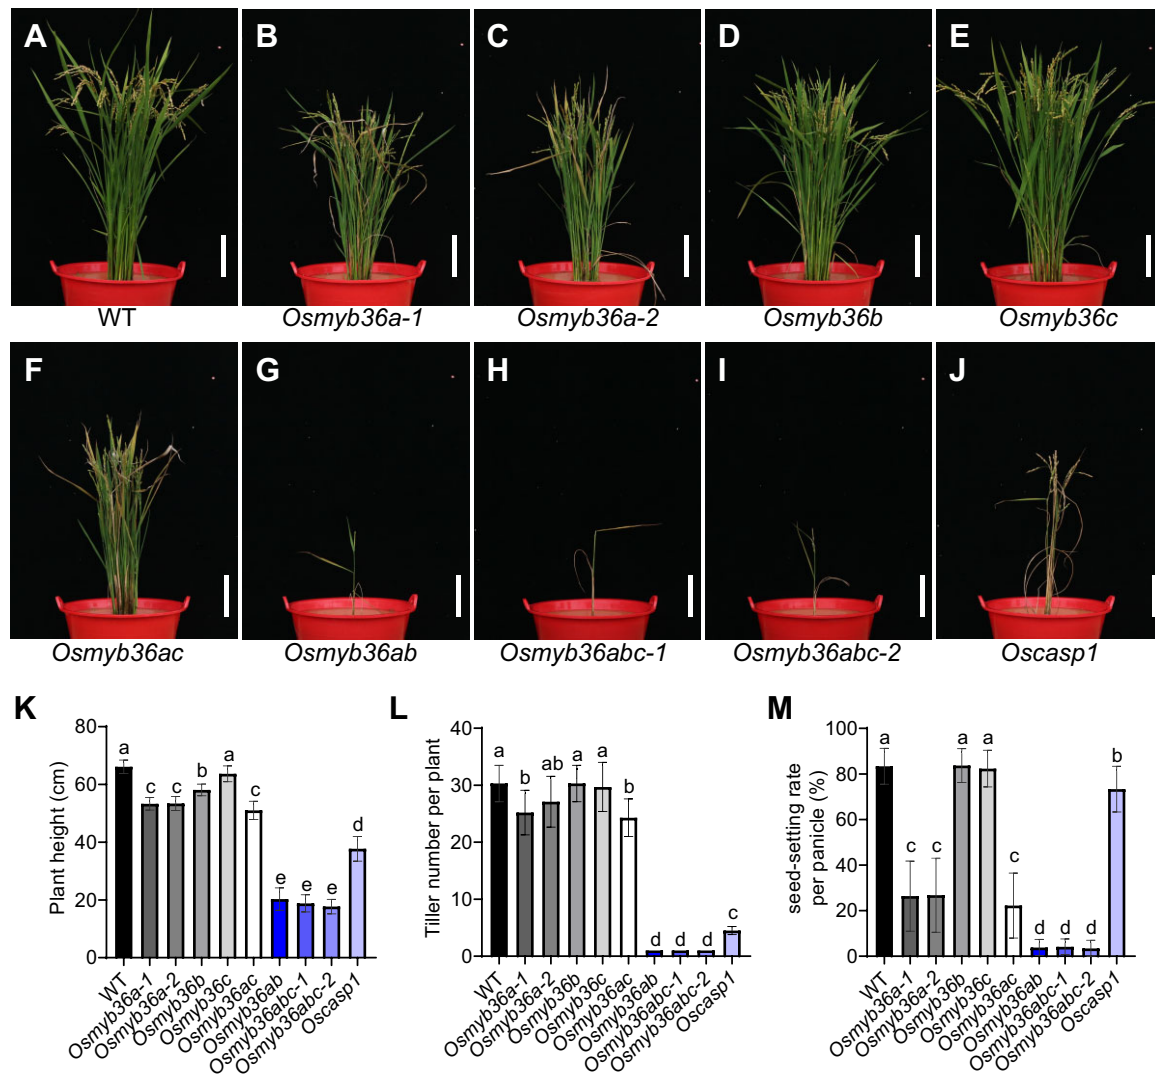 A B C D E
WT Osmyb36a-1 Osmyb36a-2 Osmyb36b Osmyb36c
F G H I J
Osmyb36ac Osmyb36ab Osmyb36abc-1 Osmyb36abc-2 Oscasp1
K
Plant height (cm)
80
60
40
20
0
a c c b a c e e e d
WT Osmyb36a-1 Osmyb36a-2 Osmyb36b Osmyb36c Osmyb36ac Osmyb36ab Osmyb36abc-1 Osmyb36abc-2 Oscasp1
L
Tiller number per plant
40
30
20
10
0
a b ab a a b d d d c
WT Osmyb36a-1 Osmyb36a-2 Osmyb36b Osmyb36c Osmyb36ac Osmyb36ab Osmyb36abc-1 Osmyb36abc-2 Oscasp1
M
seed-setting rate
per panicle (%)
100
80
60
40
20
0
a c c a a c d d d b
WT Osmyb36a-1 Osmyb36a-2 Osmyb36b Osmyb36c Osmyb36ac Osmyb36ab Osmyb36abc-1 Osmyb36abc-2 Oscasp1